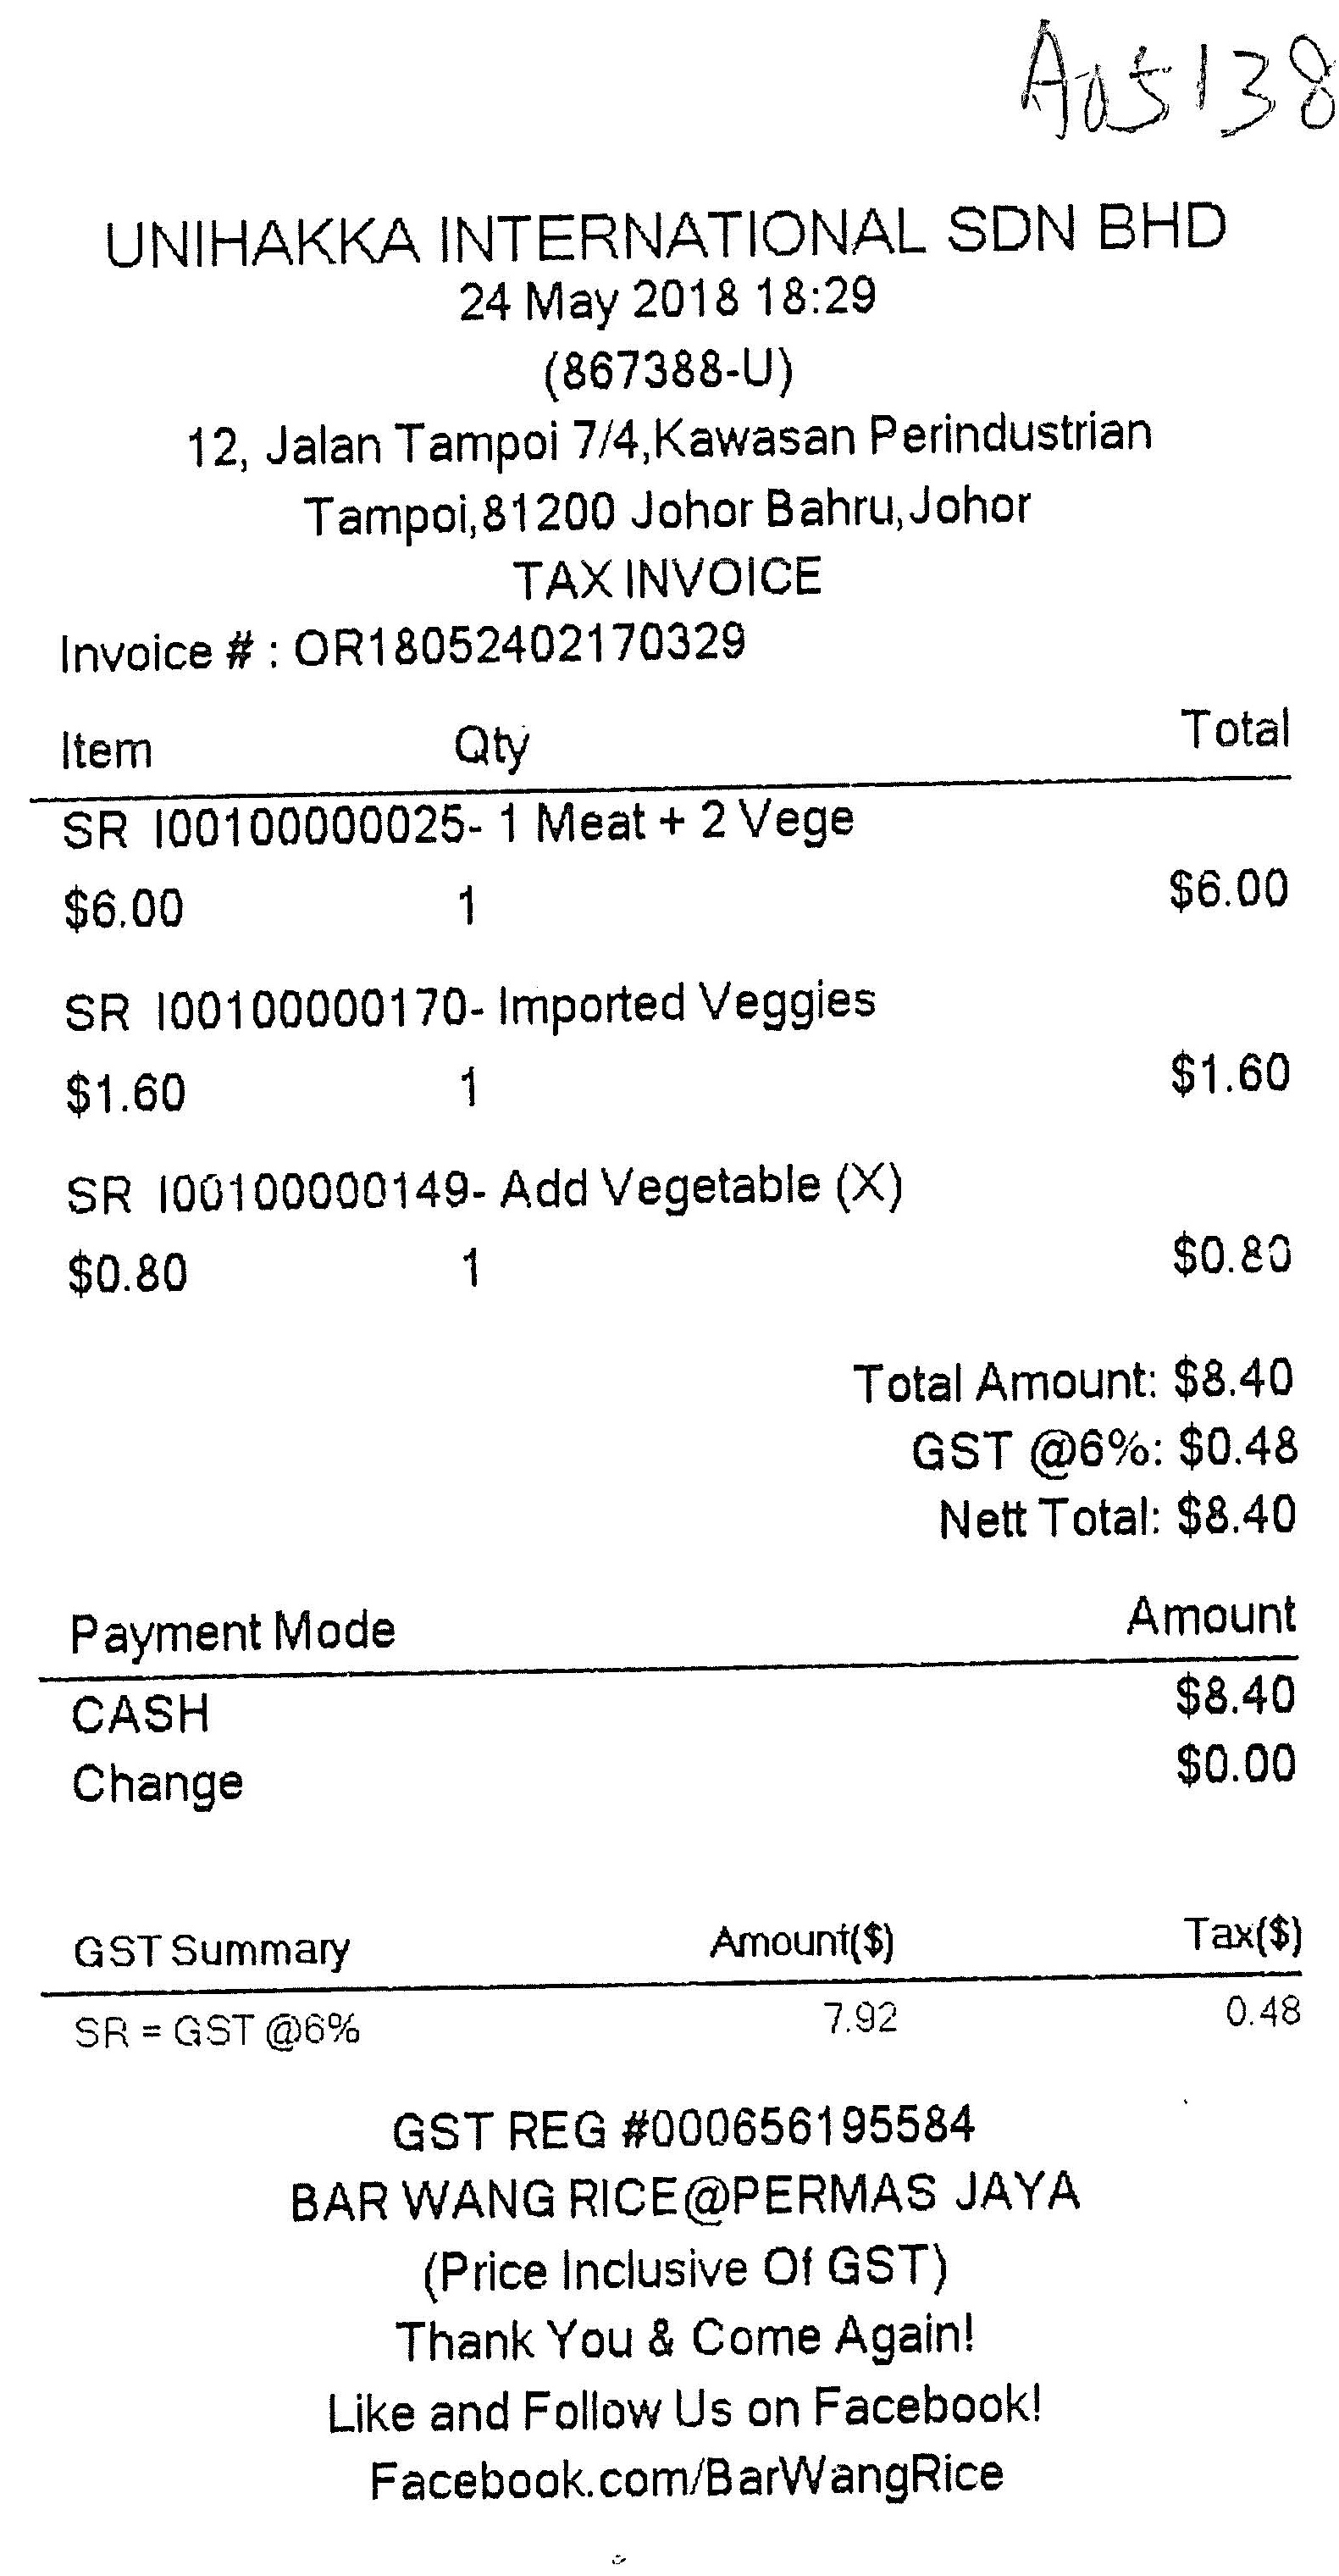 A05138
UNIHAKKA INTERNATIONAL SDN BHD
24 May 2018 18:29
(867388-U)
12, Jalan Tampoi 7/4,Kawasan Perindustrian
Tampoi,81200 Johor Bahru,Johor
TAX INVOICE
Invoice # : OR18052402170329
Item Qty Total
SR I00100000025- 1 Meat + 2 Vege
$6.00 1 $6.00
SR I00100000170- Imported Veggies
$1.60 1 $1.60
SR I00100000149- Add Vegetable (X)
$0.80 1 $0.80
Total Amount: $8.40
GST @6%: $0.48
Nett Total: $8.40
Payment Mode Amount
CASH $8.40
Change $0.00
GST Summary Amount($) Tax($)
SR = GST @6% 7.92 0.48
GST REG #000656195584
BAR WANG RICE@PERMAS JAYA
(Price Inclusive Of GST)
Thank You & Come Again!
Like and Follow Us on Facebook!
Facebook.com/BarWangRice